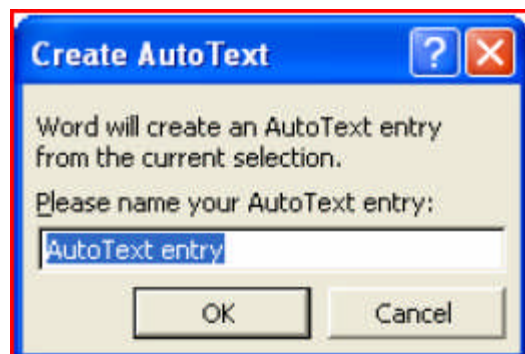 Create AutoText ?
Word will create an AutoText entry
from the current selection.
Please name your AutoText entry:
AutoText entry
OK Cancel